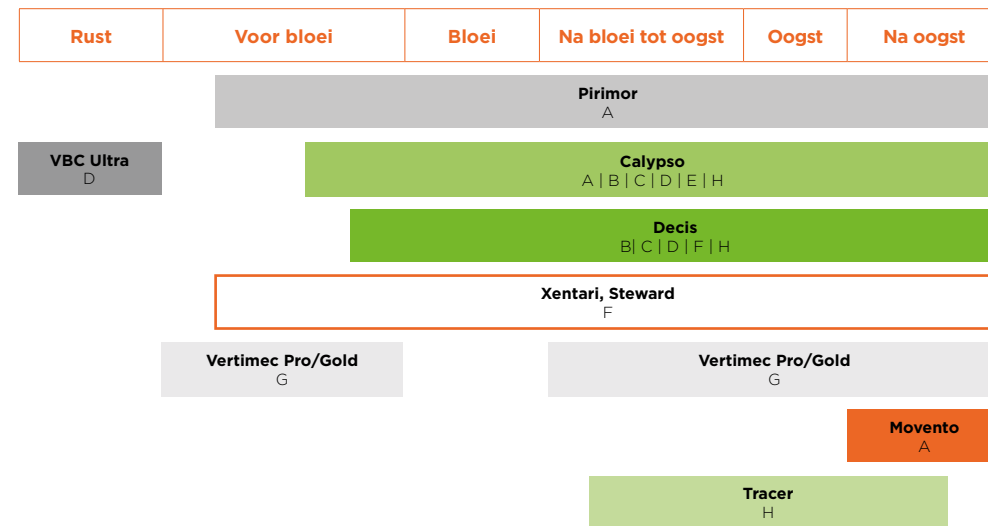 Rust Voor bloei Bloei Na bloei tot oogst Oogst Na oogst
Pirimor
A
VBC Ultra
D
Calypso
A | B | C | D | E | H
Decis
B| C | D | F | H
Xentari, Steward
F
Vertimec Pro/Gold
G
Vertimec Pro/Gold
G
Movento
A
Tracer
H